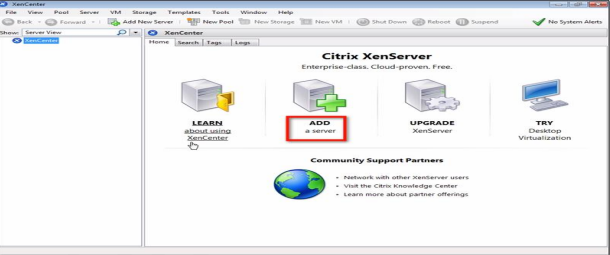 XenCenter
File View Pool Server VM Storage Templates Tools Window Help
Back Forward Add New Server New Pool New Storage New VM Shut Down Reboot Suspend No System Alerts
Show: Server View
XenCenter
XenCenter
Home Search Tags Logs
Citrix XenServer
Enterprise-class. Cloud-proven. Free.
LEARN
about using
XenCenter
ADD
a server
UPGRADE
XenServer
TRY
Desktop
Virtualization
Community Support Partners
• Network with other XenServer users
• Visit the Citrix Knowledge Center
• Learn more about partner offerings